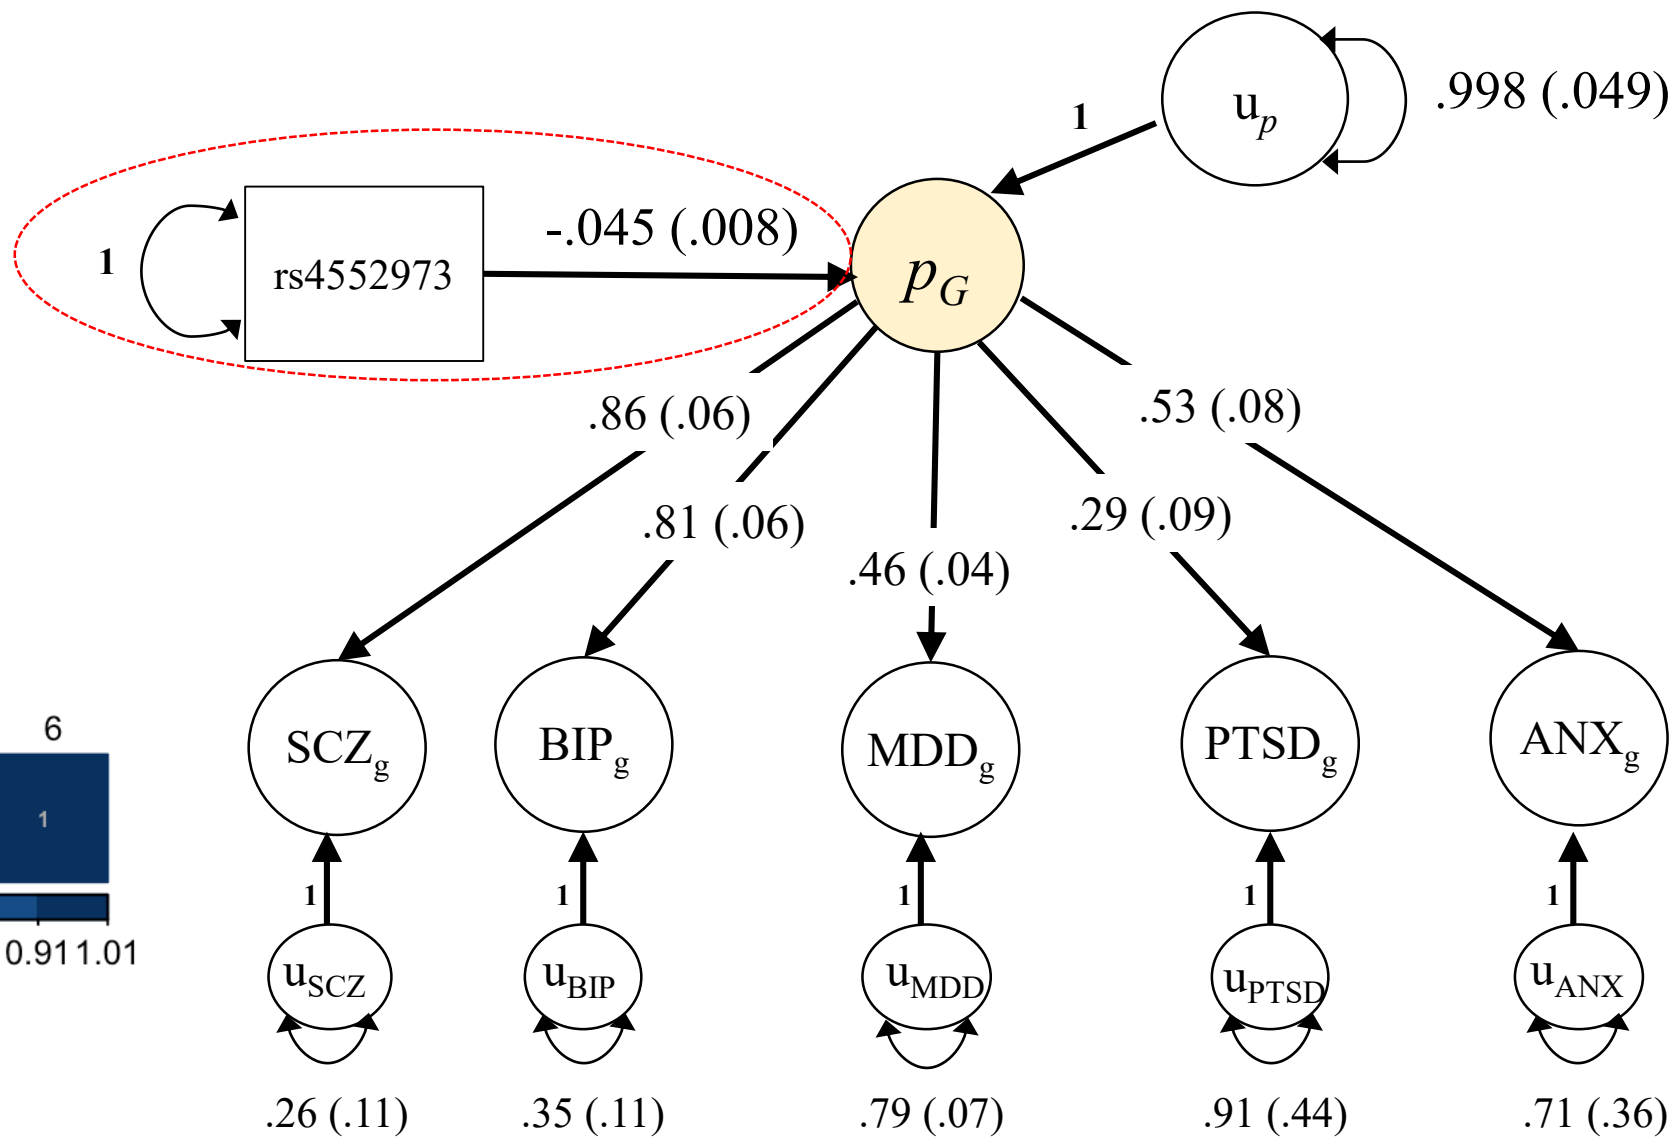 u_p
.998 (.049)
1
1
rs4552973
-.045 (.008)
p_G
.86 (.06)
.53 (.08)
.81 (.06)
.29 (.09)
.46 (.04)
6
1
0.91 1.01
SCZ_g
BIP_g
MDD_g
PTSD_g
ANX_g
1
1
1
1
1
u_SCZ
u_BIP
u_MDD
u_PTSD
u_ANX
.26 (.11)
.35 (.11)
.79 (.07)
.91 (.44)
.71 (.36)